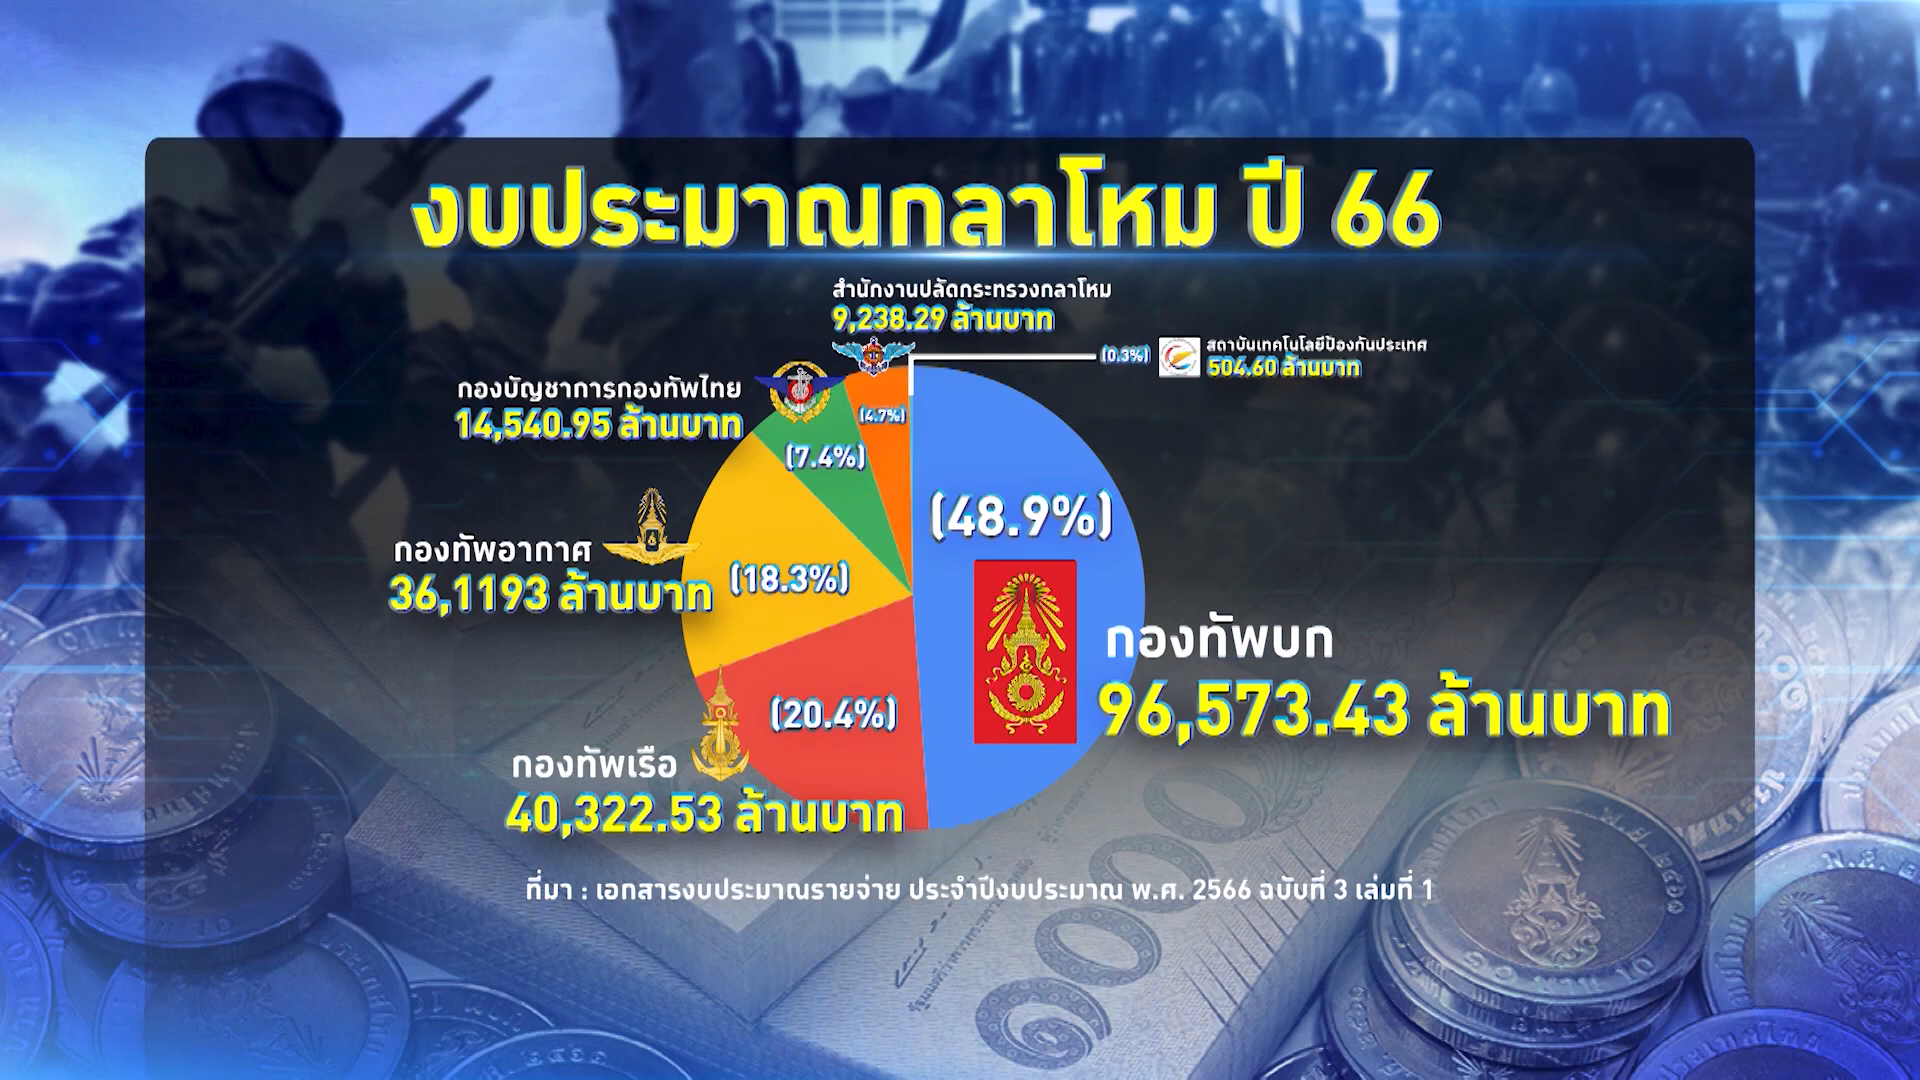 งบประมาณกลาโหม ปี 66
สำนักงานปลัดกระทรวงกลาโหม
9,238.29 ล้านบาท
(0.3%)
สถาบันเทคโนโลยีป้องกันประเทศ
504.60 ล้านบาท
กองบัญชาการกองทัพไทย
14,540.95 ล้านบาท
(4.7%)
(7.4%)
(48.9%)
กองทัพอากาศ
36,1193 ล้านบาท
(18.3%)
กองทัพบก
96,573.43 ล้านบาท
(20.4%)
กองทัพเรือ
40,322.53 ล้านบาท
ที่มา : เอกสารงบประมาณรายจ่าย ประจำปีงบประมาณ พ.ศ. 2566 ฉบับที่ 3 เล่มที่ 1
๑๐๐๐